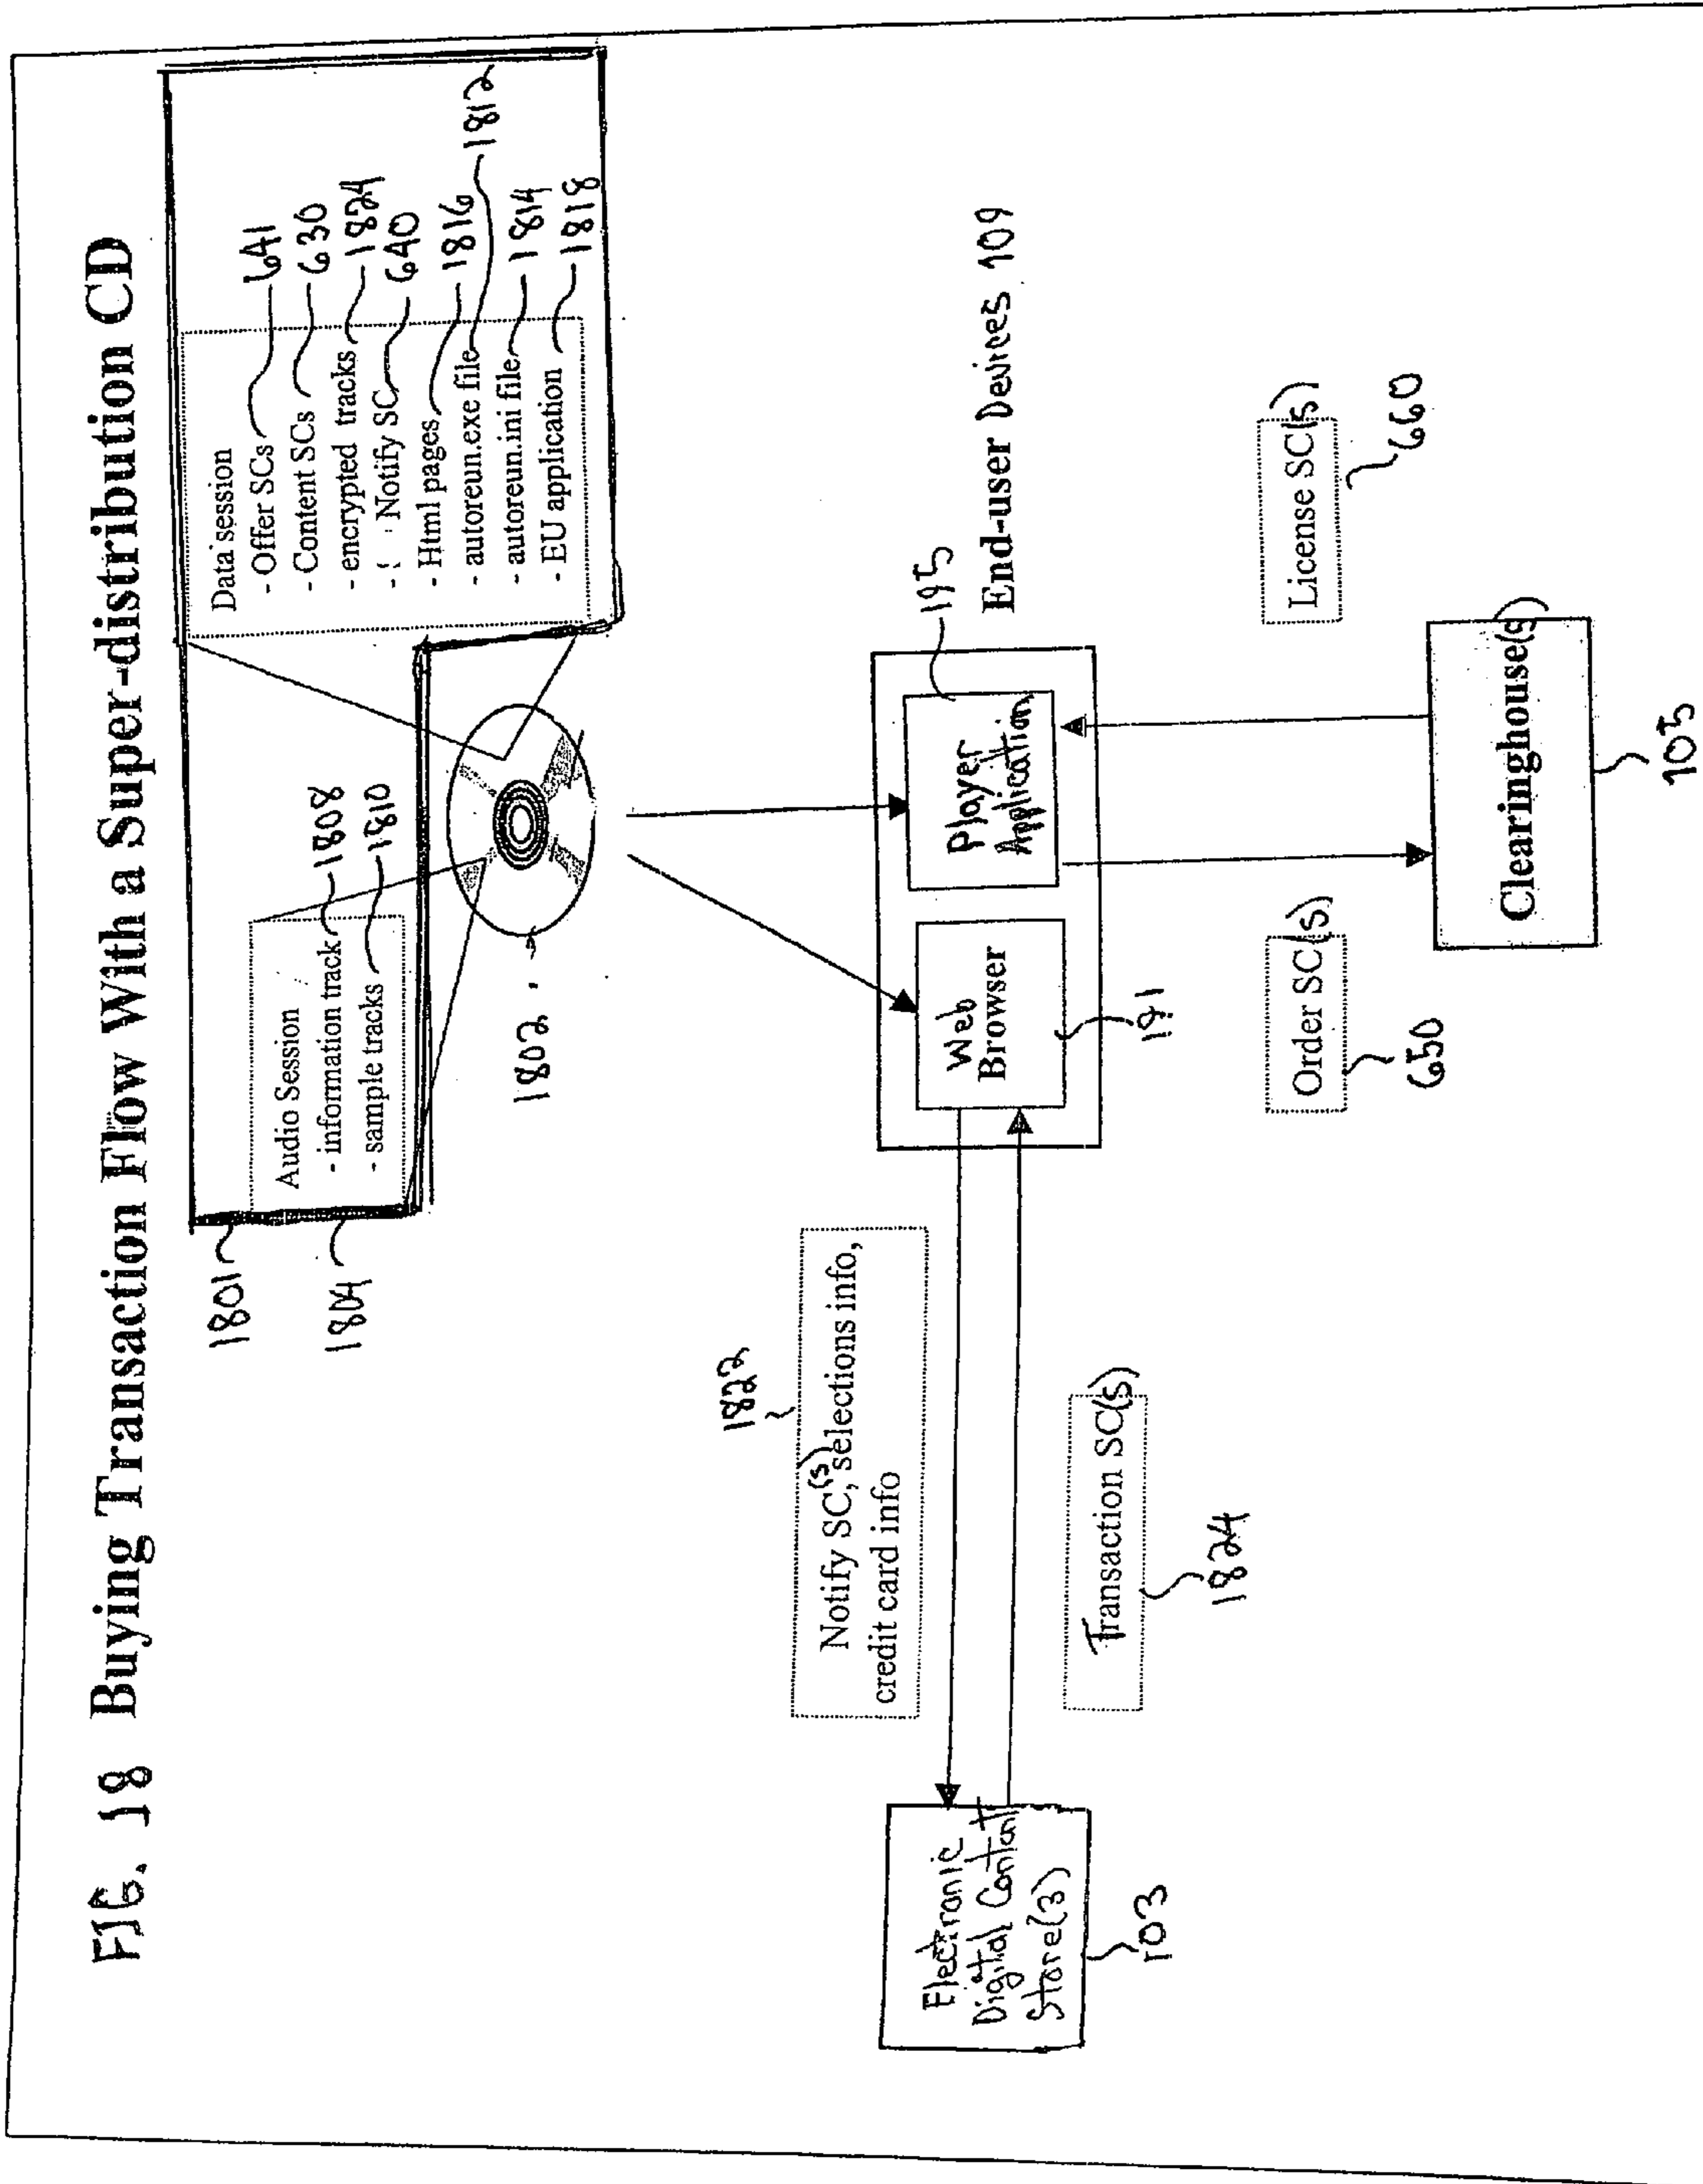 FIG. 18 Buying Transaction Flow With a Super-distribution CD
1801
1804
Audio Session
- information track 1808
- sample tracks 1810
Data session
- Offer SCs 641
- Content SCs 630
- encrypted tracks 1824
- Notify SC 640
- Html pages 1816
- autoreun.exe file 1812
- autoreun.ini file 1814
- EU application 1818
1802
1822
Notify SC(s), selections info,
credit card info
Electronic
Digital Content
Store(s)
103
Transaction SC(s)
1824
Web
Browser
191
Player
Application
195
End-user Devices 109
Order SC(s)
650
License SC(s)
660
Clearinghouse(s)
105